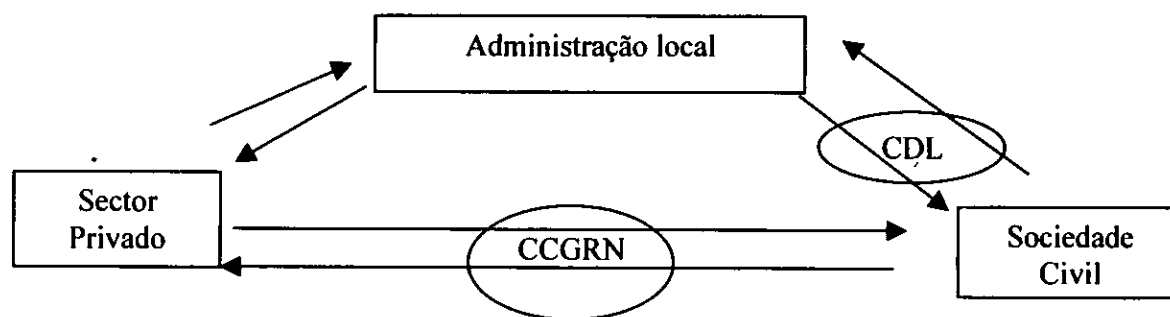 Administração local
CDL
Sector
Privado
CCGRN
Sociedade
Civil